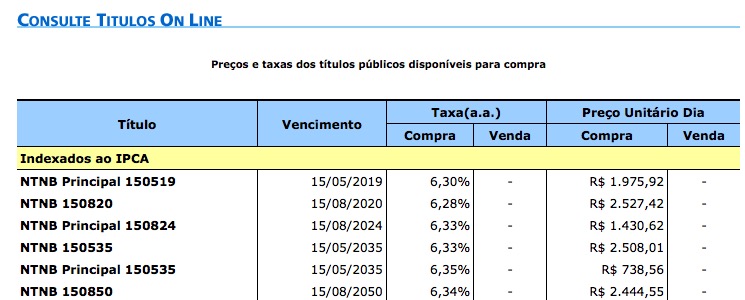 CONSULTE TITULOS ON LINE
Preços e taxas dos títulos públicos disponíveis para compra
Título Vencimento Taxa(a.a.) Preço Unitário Dia
Compra Venda Compra Venda
Indexados ao IPCA
NTNB Principal 150519 15/05/2019 6,30% - R$ 1.975,92 -
NTNB 150820 15/08/2020 6,28% - R$ 2.527,42 -
NTNB Principal 150824 15/08/2024 6,33% - R$ 1.430,62 -
NTNB 150535 15/05/2035 6,33% - R$ 2.508,01 -
NTNB Principal 150535 15/05/2035 6,35% - R$ 738,56 -
NTNB 150850 15/08/2050 6,34% - R$ 2.444,55 -